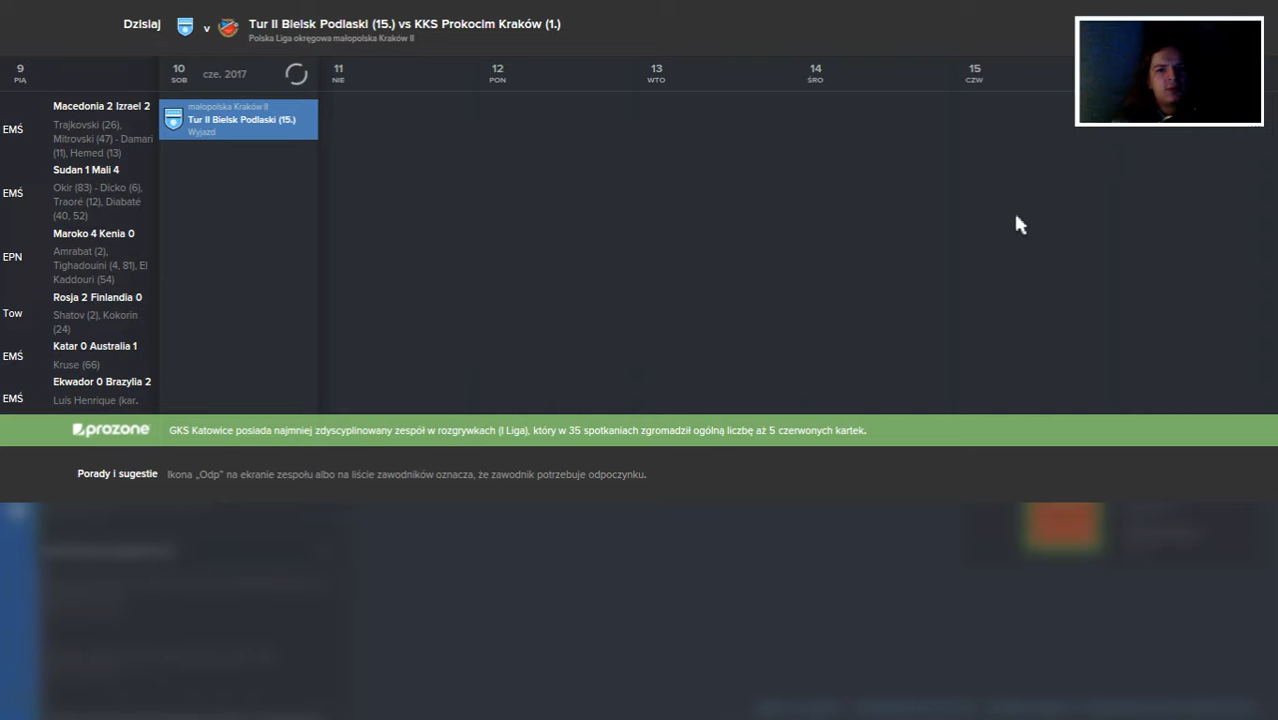 Dzisiaj
v
Tur II Bielsk Podlaski (15.) vs KKS Prokocim Kraków (1.)
Polska Liga okręgowa małopolska Kraków II
9
PIĄ
10
SOB
cze. 2017
11
NIE
12
PON
13
WTO
14
ŚRO
15
CZW
EMŚ
Macedonia 2 Izrael 2
Trajkovski (26),
Mitrovski (47) - Damari
(11), Hemed (13)
EMŚ
Sudan 1 Mali 4
Okir (83) - Dicko (6),
Traoré (12), Diabaté
(40, 52)
EPN
Maroko 4 Kenia 0
Amrabat (2),
Tighadouini (4, 81), El
Kaddouri (54)
Tow
Rosja 2 Finlandia 0
Shatov (2), Kokorin
(24)
EMŚ
Katar 0 Australia 1
Kruse (66)
EMŚ
Ekwador 0 Brazylia 2
Luís Henrique (kar.
małopolska Kraków II
Tur II Bielsk Podlaski (15.)
Wyjazd
prozone
GKS Katowice posiada najmniej zdyscyplinowany zespół w rozgrywkach (I Liga), który w 35 spotkaniach zgromadził ogólną liczbę aż 5 czerwonych kartek.
Porady i sugestie
Ikona „Odp" na ekranie zespołu albo na liście zawodników oznacza, że zawodnik potrzebuje odpoczynku.